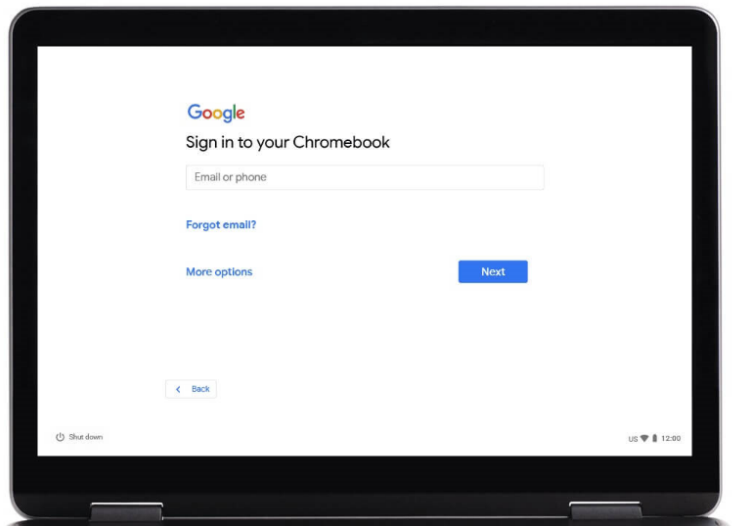 Google
Sign in to your Chromebook
Email or phone
Forgot email?
More options
Next
Back
Shut down
US 12:00